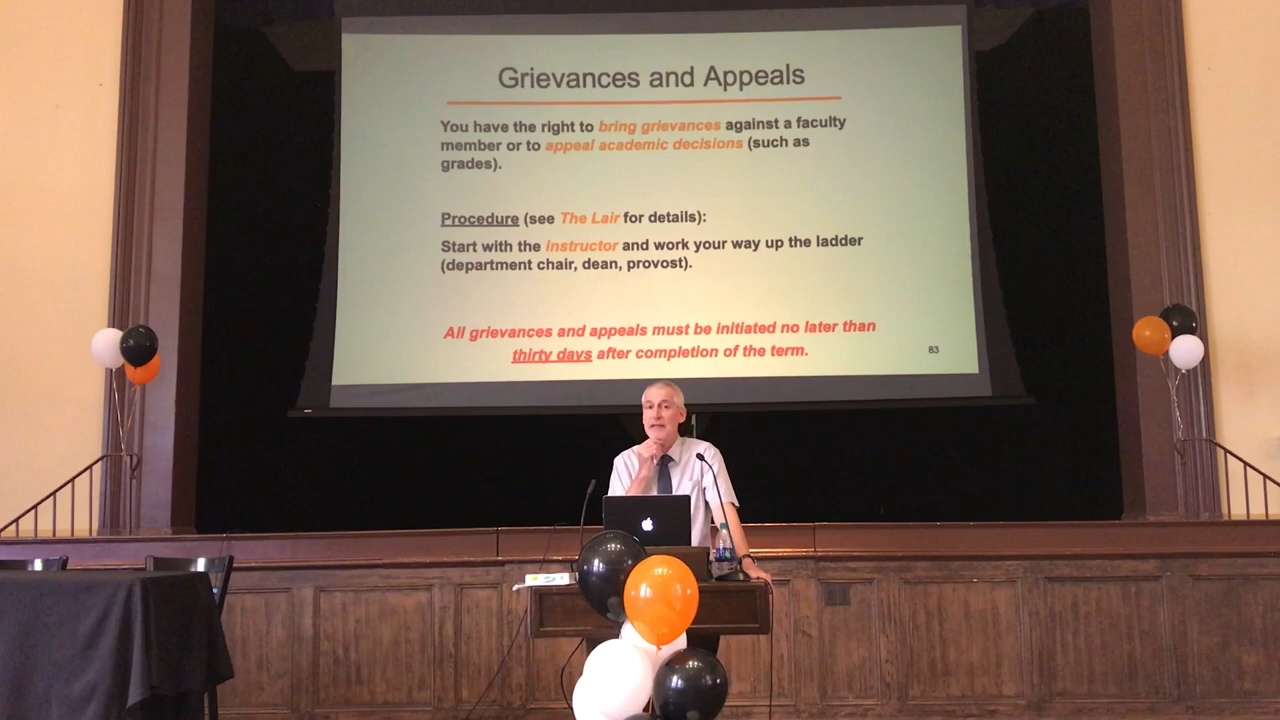 Grievances and Appeals
You have the right to bring grievances against a faculty
member or to appeal academic decisions (such as
grades).
Procedure (see The Lair for details):
Start with the instructor and work your way up the ladder
(department chair, dean, provost).
All grievances and appeals must be initiated no later than
thirty days after completion of the term.
83